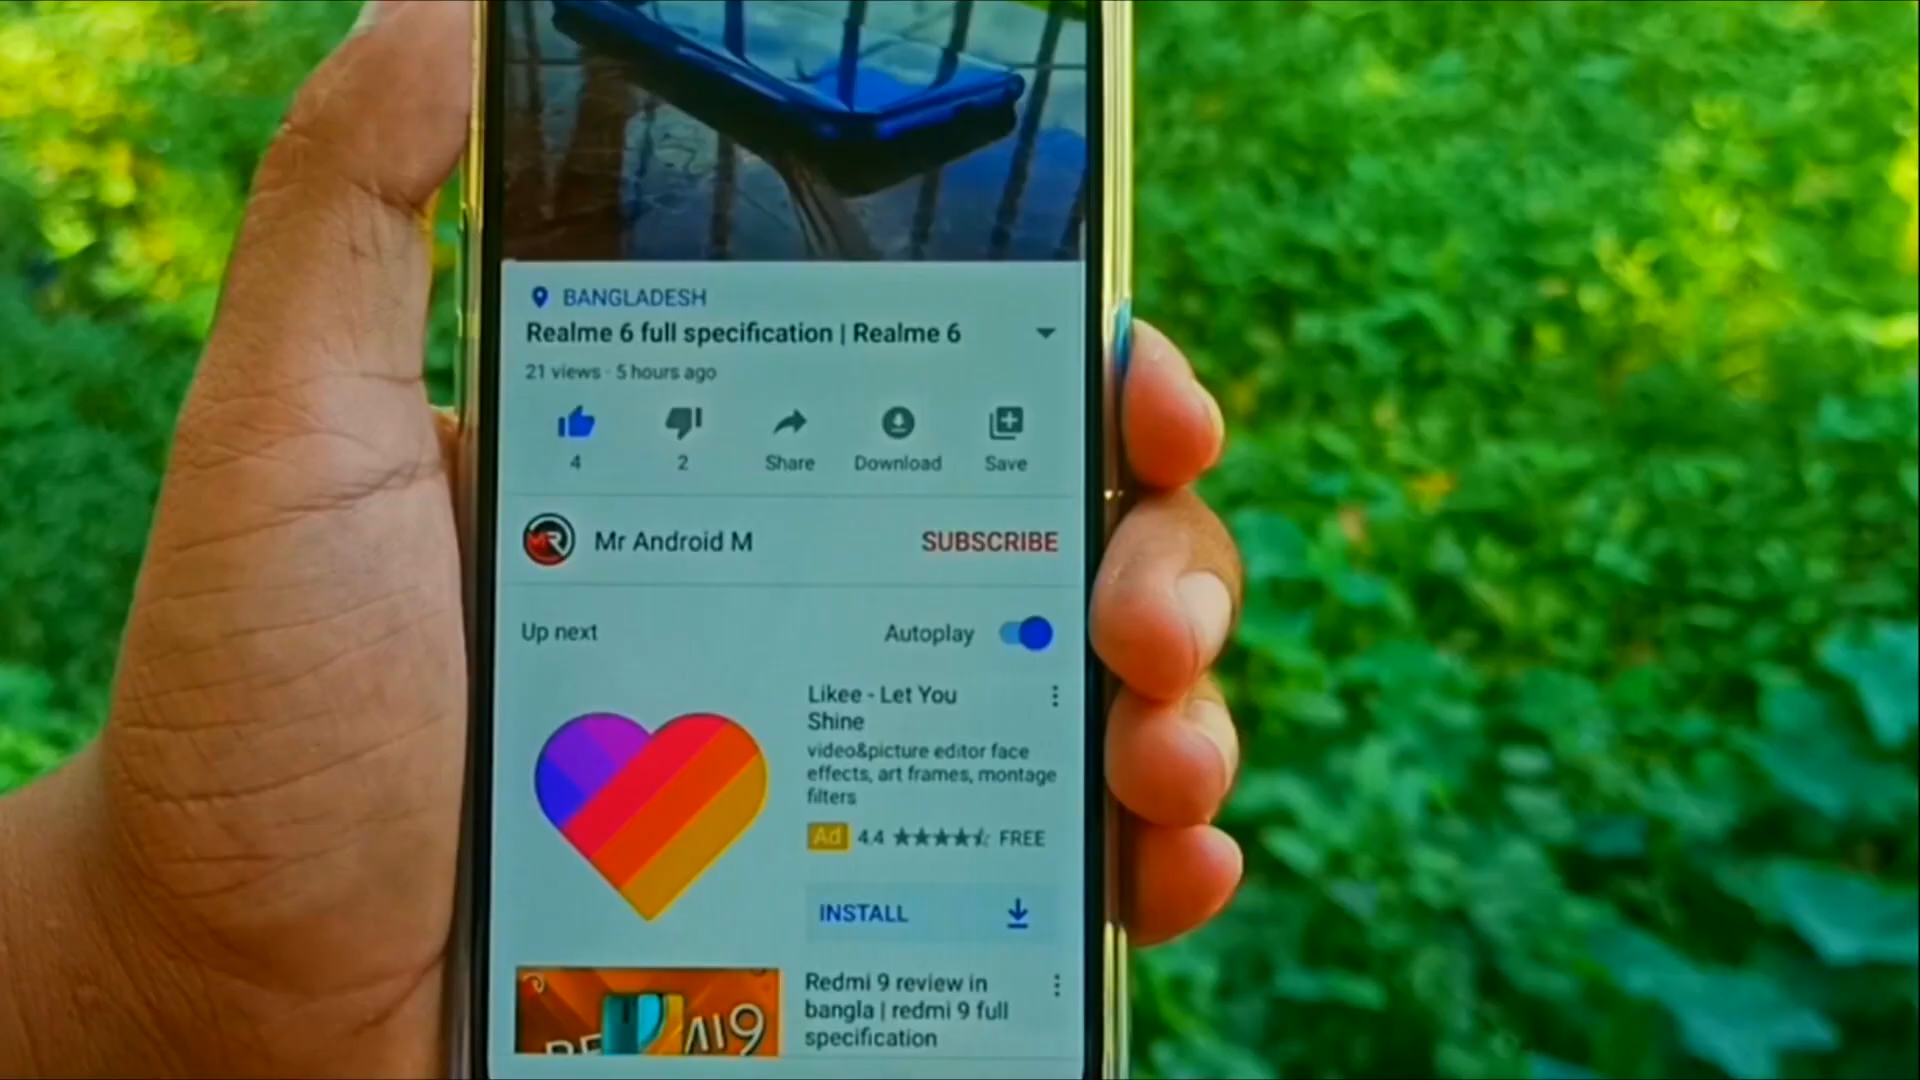 BANGLADESH
Realme 6 full specification | Realme 6
21 views · 5 hours ago
4
2
Share
Download
Save
MR
Mr Android M
SUBSCRIBE
Up next
Autoplay
Likee - Let You
Shine
video&picture editor face
effects, art frames, montage
filters
Ad 4.4 FREE
INSTALL
Redmi 9 review in
bangla | redmi 9 full
specification